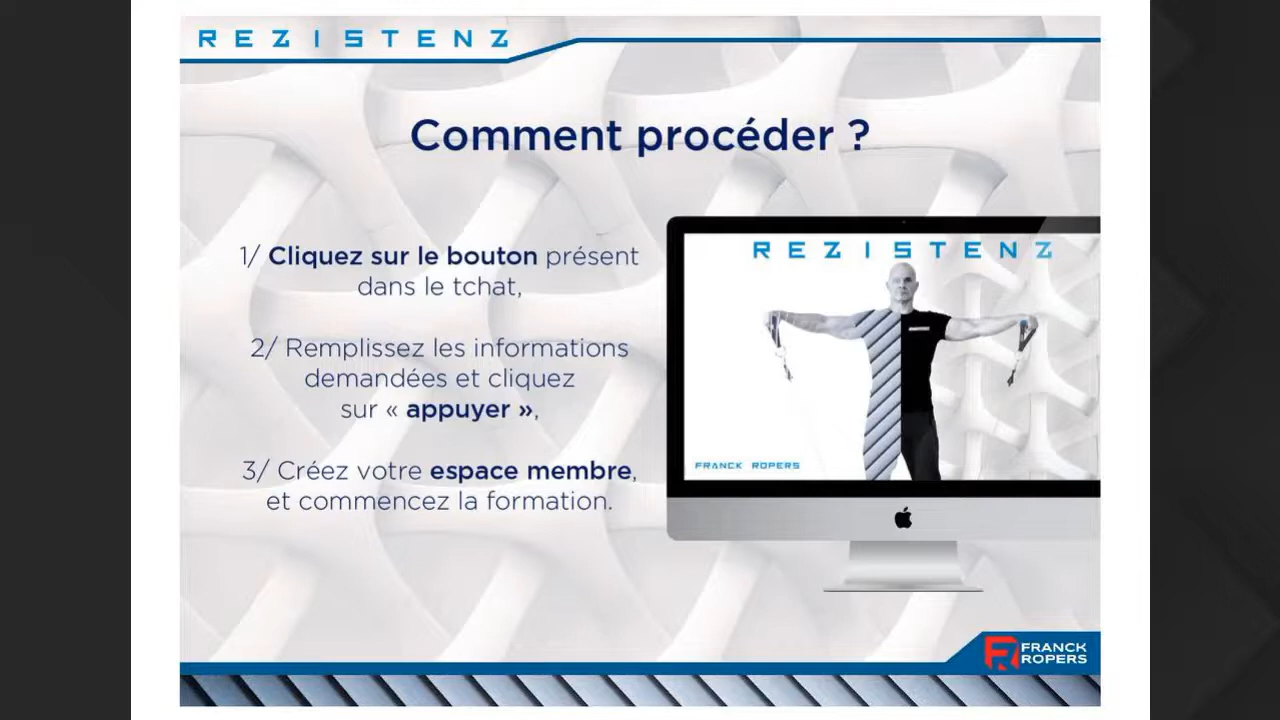 REZISTENZ
Comment procéder ?
1/ Cliquez sur le bouton présent
dans le tchat,
2/ Remplissez les informations
demandées et cliquez
sur « appuyer »,
3/ Créez votre espace membre,
et commencez la formation.
REZISTENZ
FRANCK ROPERS
FRANCK
ROPERS